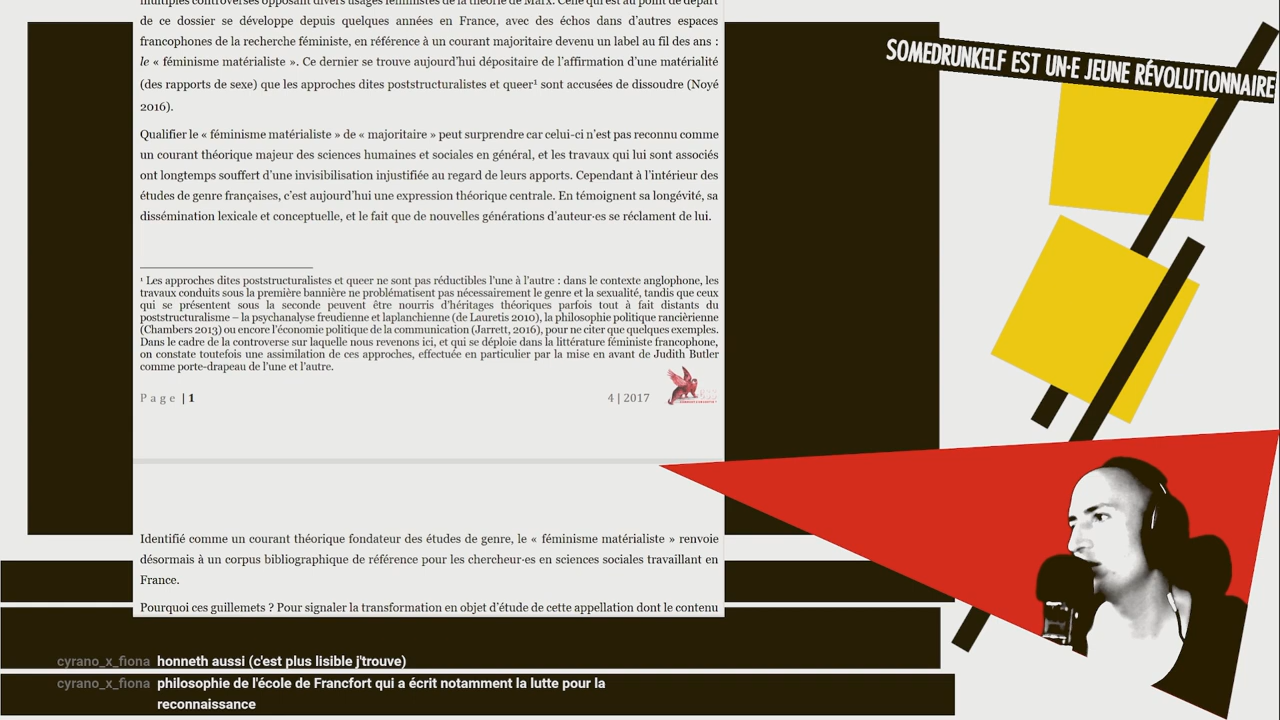 multiples controverses opposant divers usages féministes de la théorie de Marx. Celle qui est au point de départ
de ce dossier se développe depuis quelques années en France, avec des échos dans d'autres espaces
francophones de la recherche féministe, en référence à un courant majoritaire devenu un label au fil des ans :
le « féminisme matérialiste ». Ce dernier se trouve aujourd'hui dépositaire de l'affirmation d'une matérialité
(des rapports de sexe) que les approches dites poststructuralistes et queer¹ sont accusées de dissoudre (Noyé
2016).
Qualifier le « féminisme matérialiste » de « majoritaire » peut surprendre car celui-ci n'est pas reconnu comme
un courant théorique majeur des sciences humaines et sociales en général, et les travaux qui lui sont associés
ont longtemps souffert d'une invisibilisation injustifiée au regard de leurs apports. Cependant à l'intérieur des
études de genre françaises, c'est aujourd'hui une expression théorique centrale. En témoignent sa longévité, sa
dissémination lexicale et conceptuelle, et le fait que de nouvelles générations d'auteur·es se réclament de lui.
¹ Les approches dites poststructuralistes et queer ne sont pas réductibles l'une à l'autre : dans le contexte anglophone, les
travaux conduits sous la première bannière ne problématisent pas nécessairement le genre et la sexualité, tandis que ceux
qui se présentent sous la seconde peuvent être nourris d'héritages théoriques parfois tout à fait distants du
poststructuralisme – la psychanalyse freudienne et laplanchienne (de Lauretis 2010), la philosophie politique rancièrienne
(Chambers 2013) ou encore l'économie politique de la communication (Jarrett, 2016), pour ne citer que quelques exemples.
Dans le cadre de la controverse sur laquelle nous revenons ici, et qui se déploie dans la littérature féministe francophone,
on constate toutefois une assimilation de ces approches, effectuée en particulier par la mise en avant de Judith Butler
comme porte-drapeau de l'une et l'autre.
Page | 1
4 | 2017
Identifié comme un courant théorique fondateur des études de genre, le « féminisme matérialiste » renvoie
désormais à un corpus bibliographique de référence pour les chercheur·es en sciences sociales travaillant en
France.
Pourquoi ces guillemets ? Pour signaler la transformation en objet d'étude de cette appellation dont le contenu
SOMEDRUNKELF EST UN·E JEUNE RÉVOLUTIONNAIRE
cyrano_x_fiona honneth aussi (c'est plus lisible j'trouve)
cyrano_x_fiona philosophie de l'école de Francfort qui a écrit notamment la lutte pour la
reconnaissance